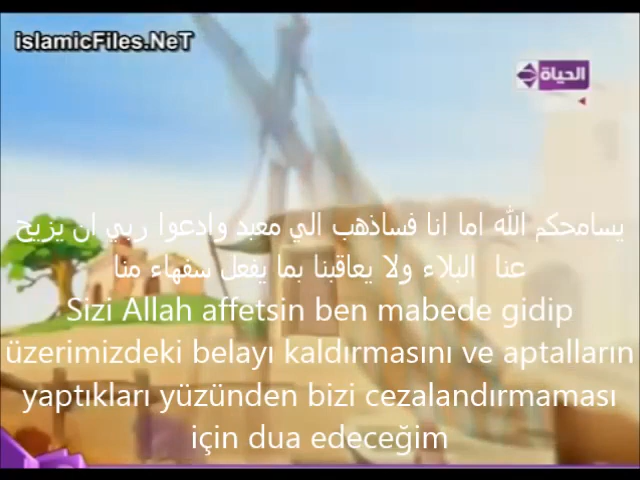 islamicFiles.NeT
الحياة
يسامحكم الله اما انا فساذهب الي معبد وادعوا ربي ان يزيح
عنا البلاء ولا يعاقبنا بما يفعل سفهاء منا
Sizi Allah affetsin ben mabede gidip
üzerimizdeki belayı kaldırmasını ve aptalların
yaptıkları yüzünden bizi cezalandırmaması
için dua edeceğim